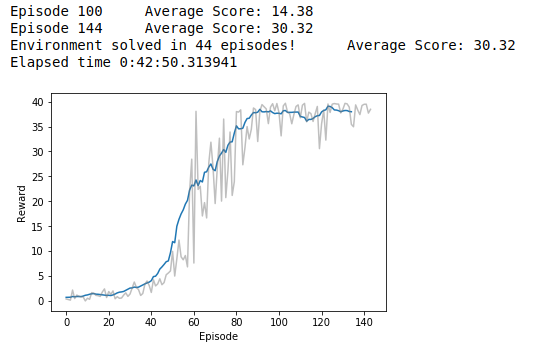 Episode 100     Average Score: 14.38
Episode 144     Average Score: 30.32
Environment solved in 44 episodes!      Average Score: 30.32
Elapsed time 0:42:50.313941
40
35
30
25
20
15
10
5
0
Reward
0 20 40 60 80 100 120 140
Episode